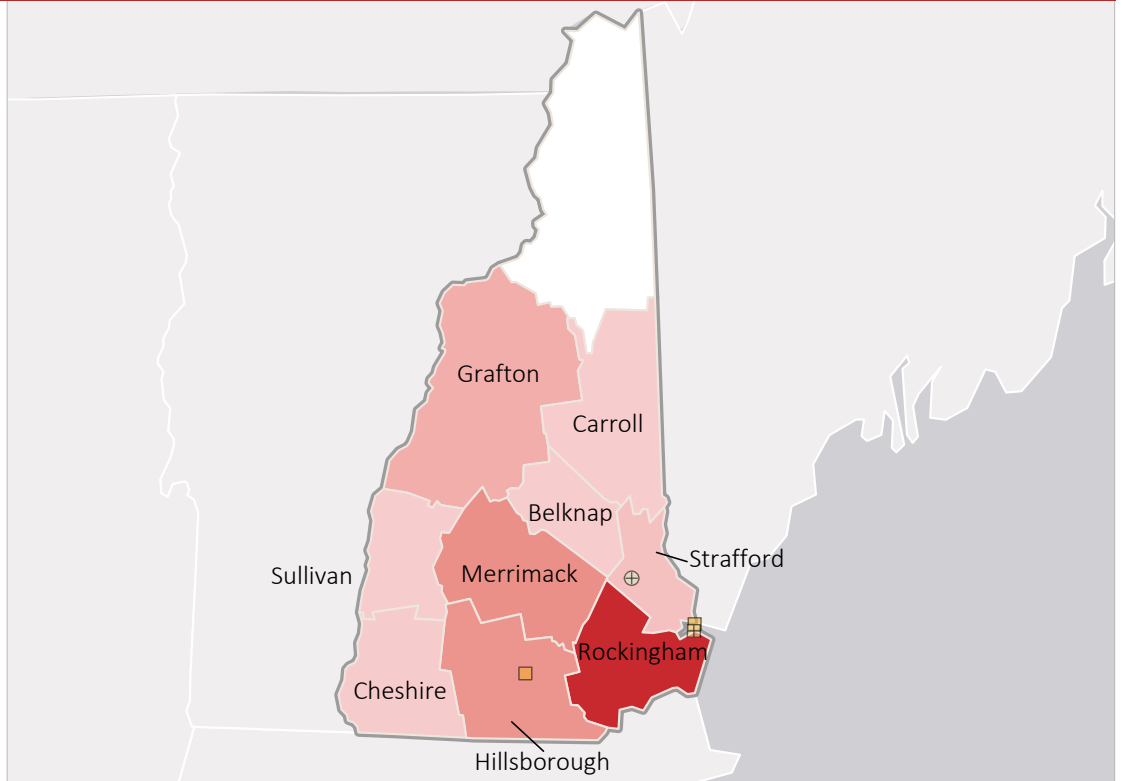 Grafton
Carroll
Belknap
Strafford
Sullivan
Merrimack
Rockingham
Cheshire
Hillsborough